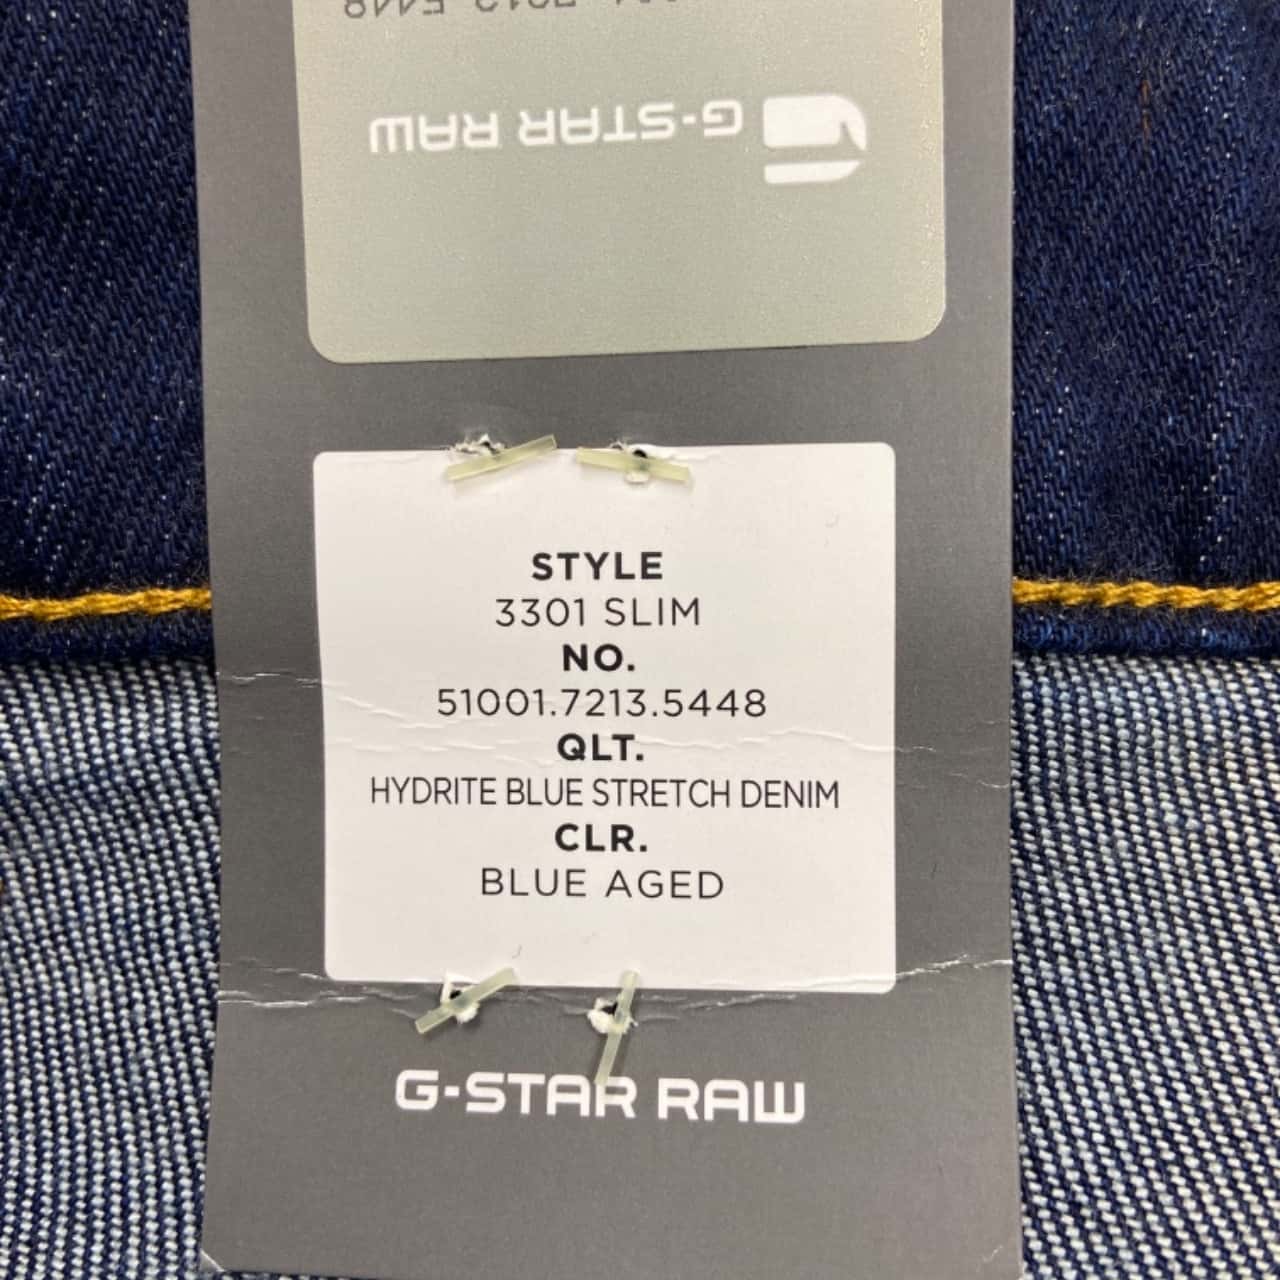 G-STAR RAW
STYLE
3301 SLIM
NO.
51001.7213.5448
QLT.
HYDRITE BLUE STRETCH DENIM
CLR.
BLUE AGED
G-STAR RAW